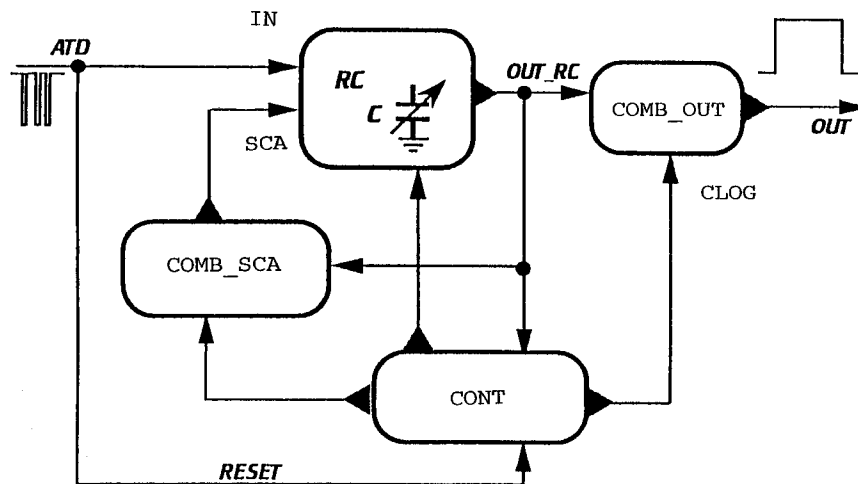 IN
ATD
RC
C
OUT_RC
COMB_OUT
OUT
SCA
CLOG
COMB_SCA
CONT
RESET